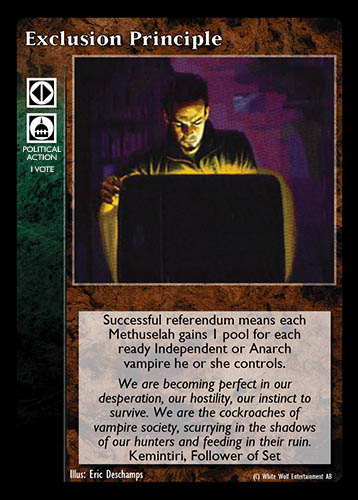 Exclusion Principle
POLITICAL
ACTION
1 VOTE
Successful referendum means each
Methuselah gains 1 pool for each
ready Independent or Anarch
vampire he or she controls.
We are becoming perfect in our
desperation, our hostility, our instinct to
survive. We are the cockroaches of
vampire society, scurrying in the shadows
of our hunters and feeding in their ruin.
Kemintiri, Follower of Set
Illus: Eric Deschamps
(C) White Wolf Entertainment AB